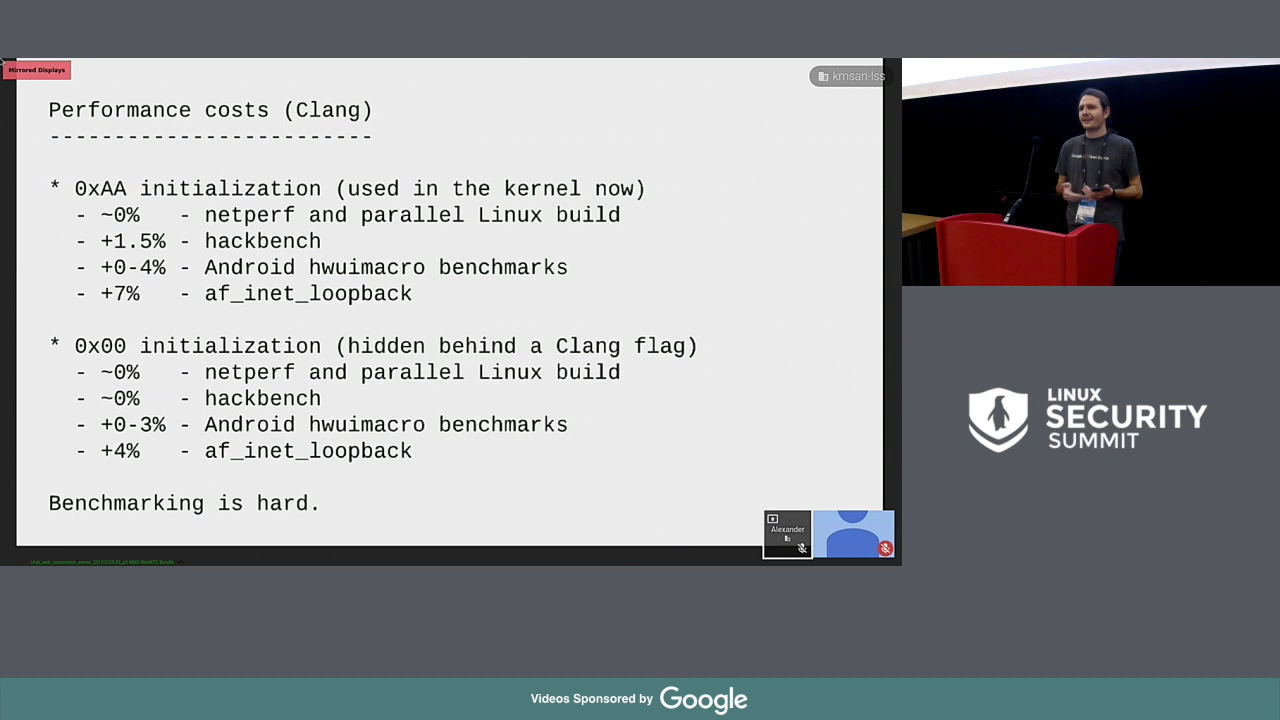 Mirrored Displays
kmsan-lss
Performance costs (Clang)
-------------------------
* 0xAA initialization (used in the kernel now)
- ~0% - netperf and parallel Linux build
- +1.5% - hackbench
- +0-4% - Android hwuimacro benchmarks
- +7% - af_inet_loopback
* 0x00 initialization (hidden behind a Clang flag)
- ~0% - netperf and parallel Linux build
- ~0% - hackbench
- +0-3% - Android hwuimacro benchmarks
- +4% - af_inet_loopback
Benchmarking is hard.
Alexander
LINUX
SECURITY
SUMMIT
Videos Sponsored by Google